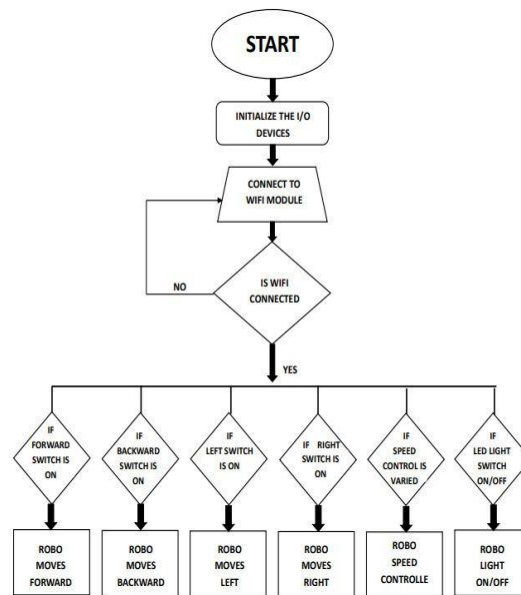 START
INITIALIZE THE I/O
DEVICES
CONNECT TO
WIFI MODULE
IS WIFI
CONNECTED
NO
YES
IF
FORWARD
SWITCH IS
ON
IF
BACKWARD
SWITCH IS
ON
IF
LEFT SWITCH
IS ON
IF RIGHT
SWITCH IS
ON
IF
SPEED
CONTROL IS
VARIED
IF
LED LIGHT
SWITCH
ON/OFF
ROBO
MOVES
FORWARD
ROBO
MOVES
BACKWARD
ROBO
MOVES
LEFT
ROBO
MOVES
RIGHT
ROBO
SPEED
CONTROLLE
ROBO
LIGHT
ON/OFF